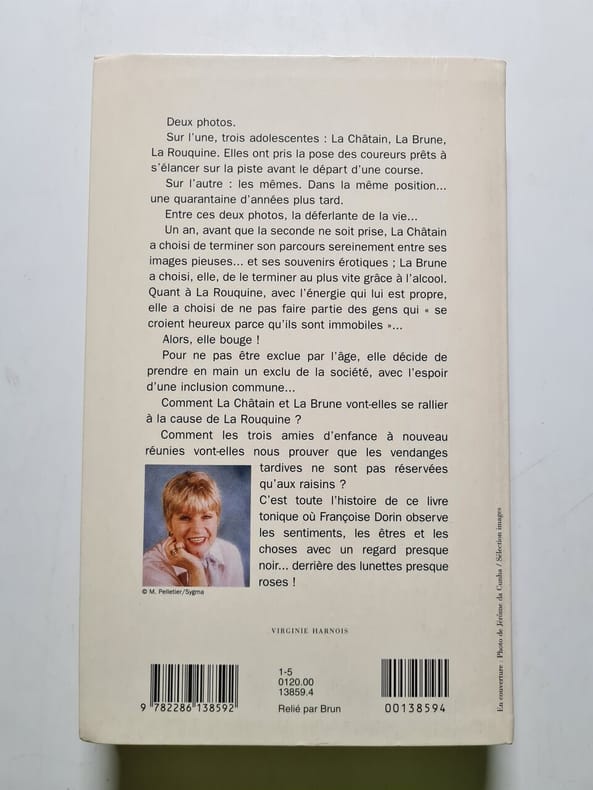 Deux photos.
Sur l'une, trois adolescentes : La Châtain, La Brune,
La Rouquine. Elles ont pris la pose des coureurs prêts à
s'élancer sur la piste avant le départ d'une course.
Sur l'autre : les mêmes. Dans la même position...
une quarantaine d'années plus tard.
Entre ces deux photos, la déferlante de la vie...
Un an, avant que la seconde ne soit prise, La Châtain
a choisi de terminer son parcours sereinement entre ses
images pieuses... et ses souvenirs érotiques ; La Brune
a choisi, elle, de le terminer au plus vite grâce à l'alcool.
Quant à La Rouquine, avec l'énergie qui lui est propre,
elle a choisi de ne pas faire partie des gens qui « se
croient heureux parce qu'ils sont immobiles »...
Alors, elle bouge !
Pour ne pas être exclue par l'âge, elle décide de
prendre en main un exclu de la société, avec l'espoir
d'une inclusion commune...
Comment La Châtain et La Brune vont-elles se rallier
à la cause de La Rouquine ?
Comment les trois amies d'enfance à nouveau
réunies vont-elles nous prouver que les vendanges
tardives ne sont pas réservées
qu'aux raisins ?
C'est toute l'histoire de ce livre
tonique où Françoise Dorin observe
les sentiments, les êtres et les
choses avec un regard presque
noir... derrière des lunettes presque
roses !
© M. Pelletier/Sygma
VIRGINIE HARNOIS
9 782286 138592
1-5
0120.00
13859.4
Relié par Brun
00138594
En couverture : Photo de Jérôme da Cunha / Sélection images